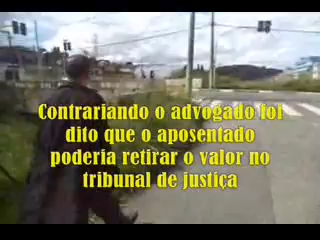 Contrariando o advogado foi
dito que o aposentado
poderia retirar o valor no
tribunal de justiça